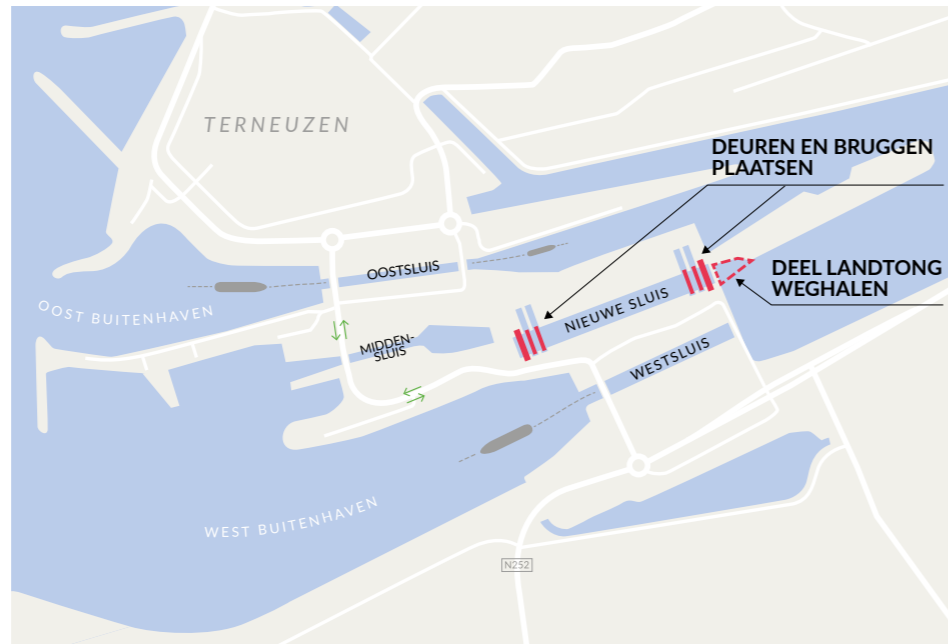 TERNEUZEN
DEUREN EN BRUGGEN
PLAATSEN
OOSTSLUIS
DEEL LANDTONG
WEGHALEN
OOST BUITENHAVEN
NIEUWE SLUIS
MIDDEN-
SLUIS
WESTSLUIS
WEST BUITENHAVEN
N252